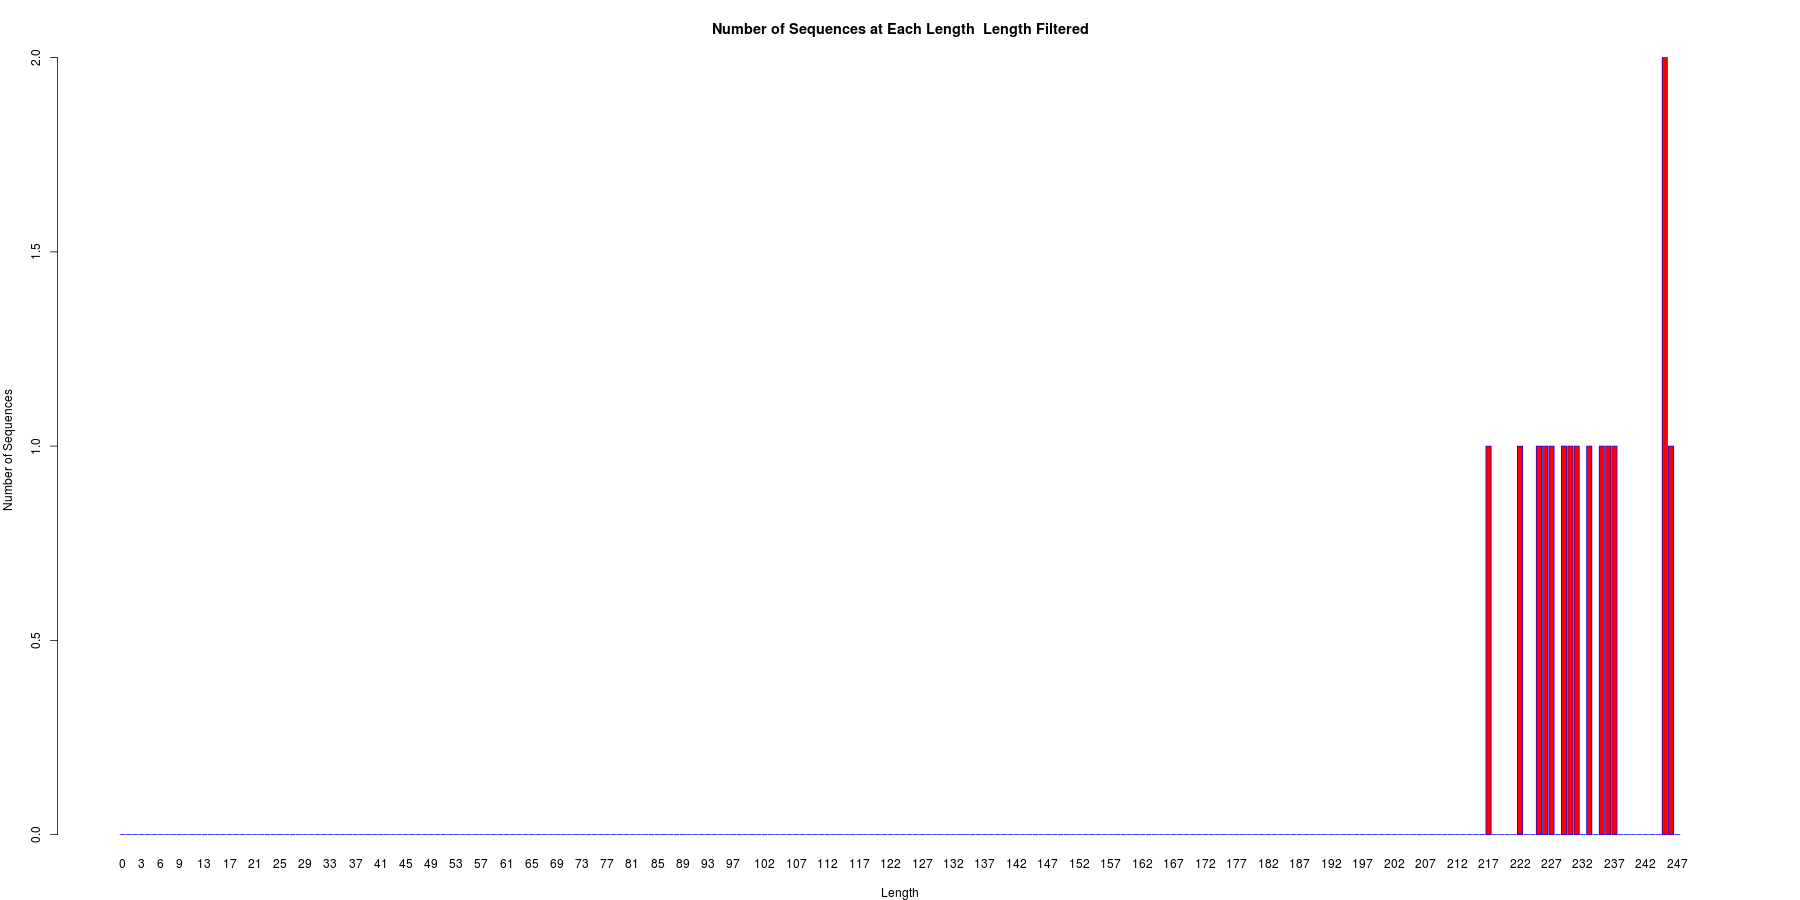 Number of Sequences at Each Length  Length Filtered
2.0
1.5
1.0
0.5
0.0
Number of Sequences
0 3 6 9 13 17 21 25 29 33 37 41 45 49 53 57 61 65 69 73 77 81 85 89 93 97 102 107 112 117 122 127 132 137 142 147 152 157 162 167 172 177 182 187 192 197 202 207 212 217 222 227 232 237 242 247
Length